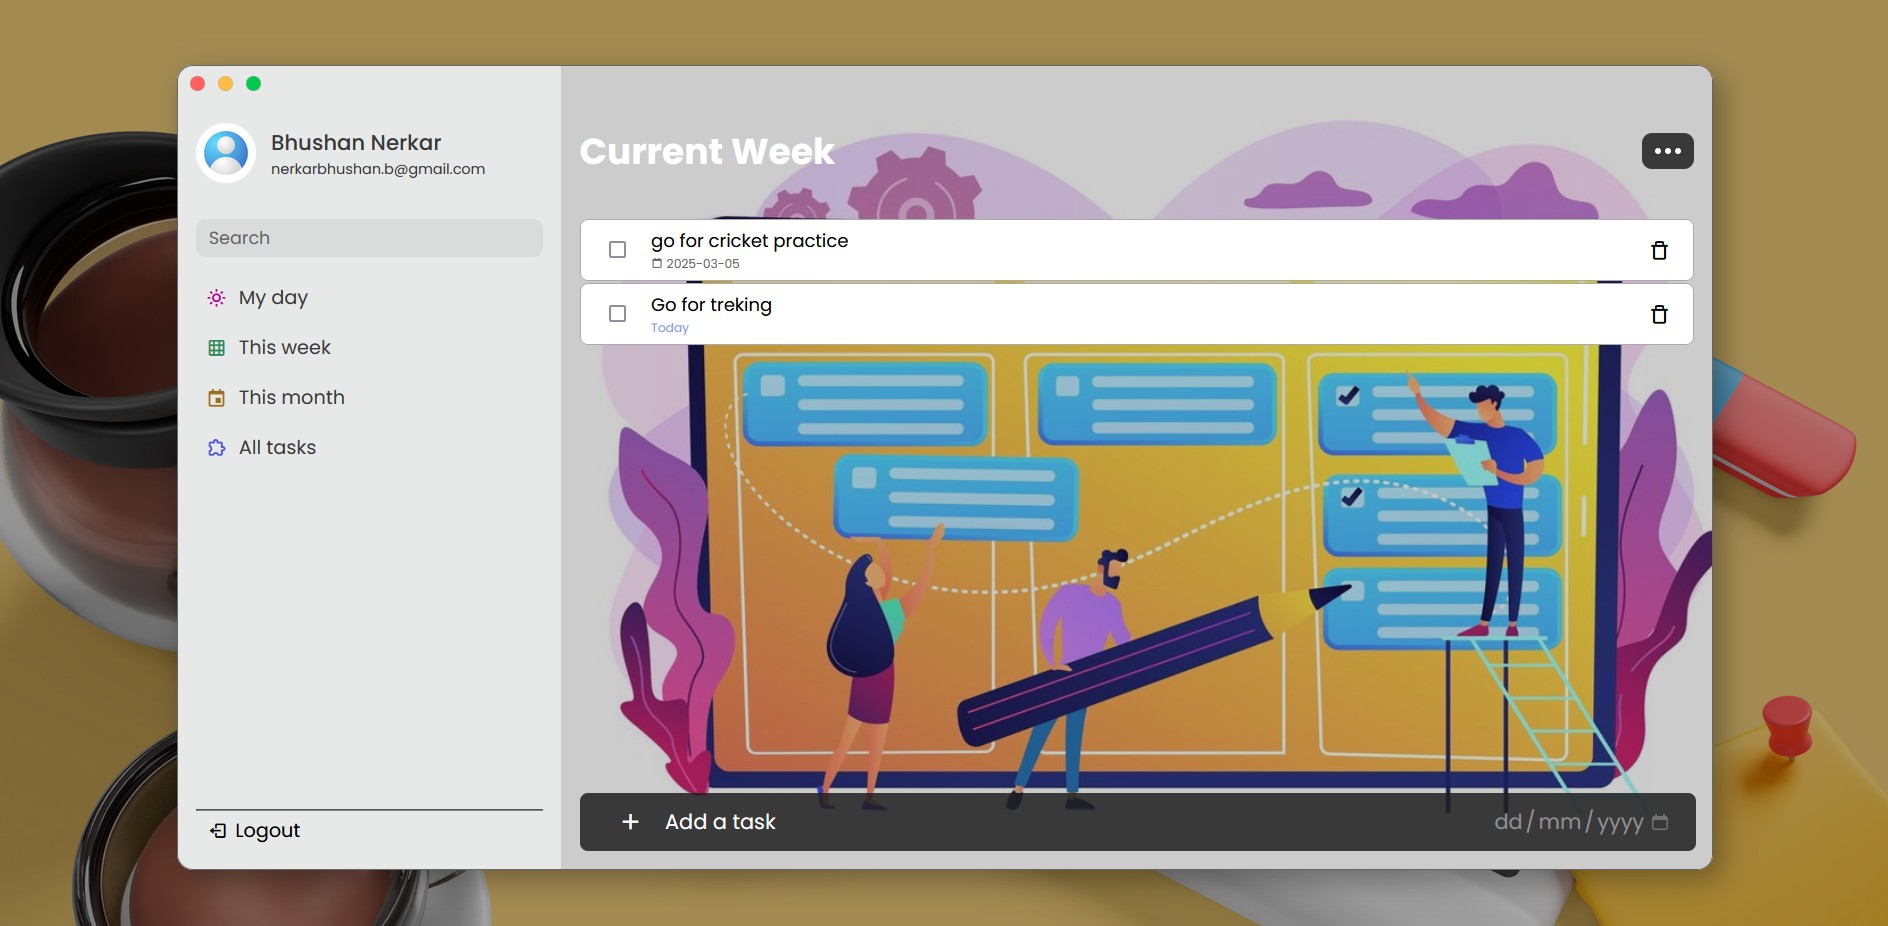 Bhushan Nerkar
nerkarbhushan.b@gmail.com
Search
My day
This week
This month
All tasks
Logout
Current Week
go for cricket practice
2025-03-05
Go for treking
Today
Add a task
dd/mm/yyyy